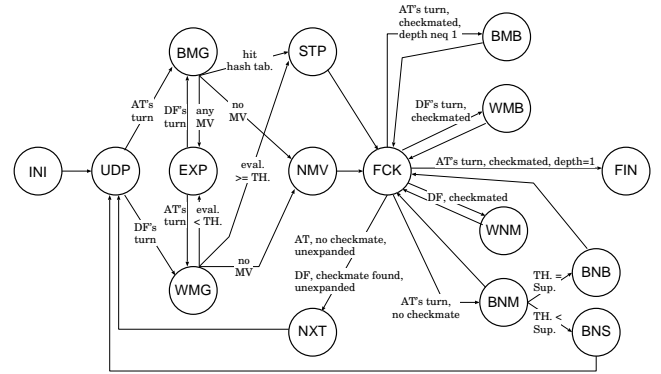 AT's turn,
checkmated,
depth neq 1
BMB
BMG
hit
hash tab.
STP
AT's
turn
DF's
turn
any
MV
no
MV
DF's turn,
checkmated
WMB
INI
UDP
EXP
eval.
>= TH.
NMV
FCK
AT's turn, checked, depth=1
FIN
DF's
turn
AT's
turn
eval.
< TH.
DF, checkmated
WNM
no
MV
AT, no checkmate,
unexpanded
DF, checkmate found,
unexpanded
WMG
AT's turn,
no checkmate
BNM
TH. =
Sup.
BNB
TH. <
Sup.
BNS
NXT